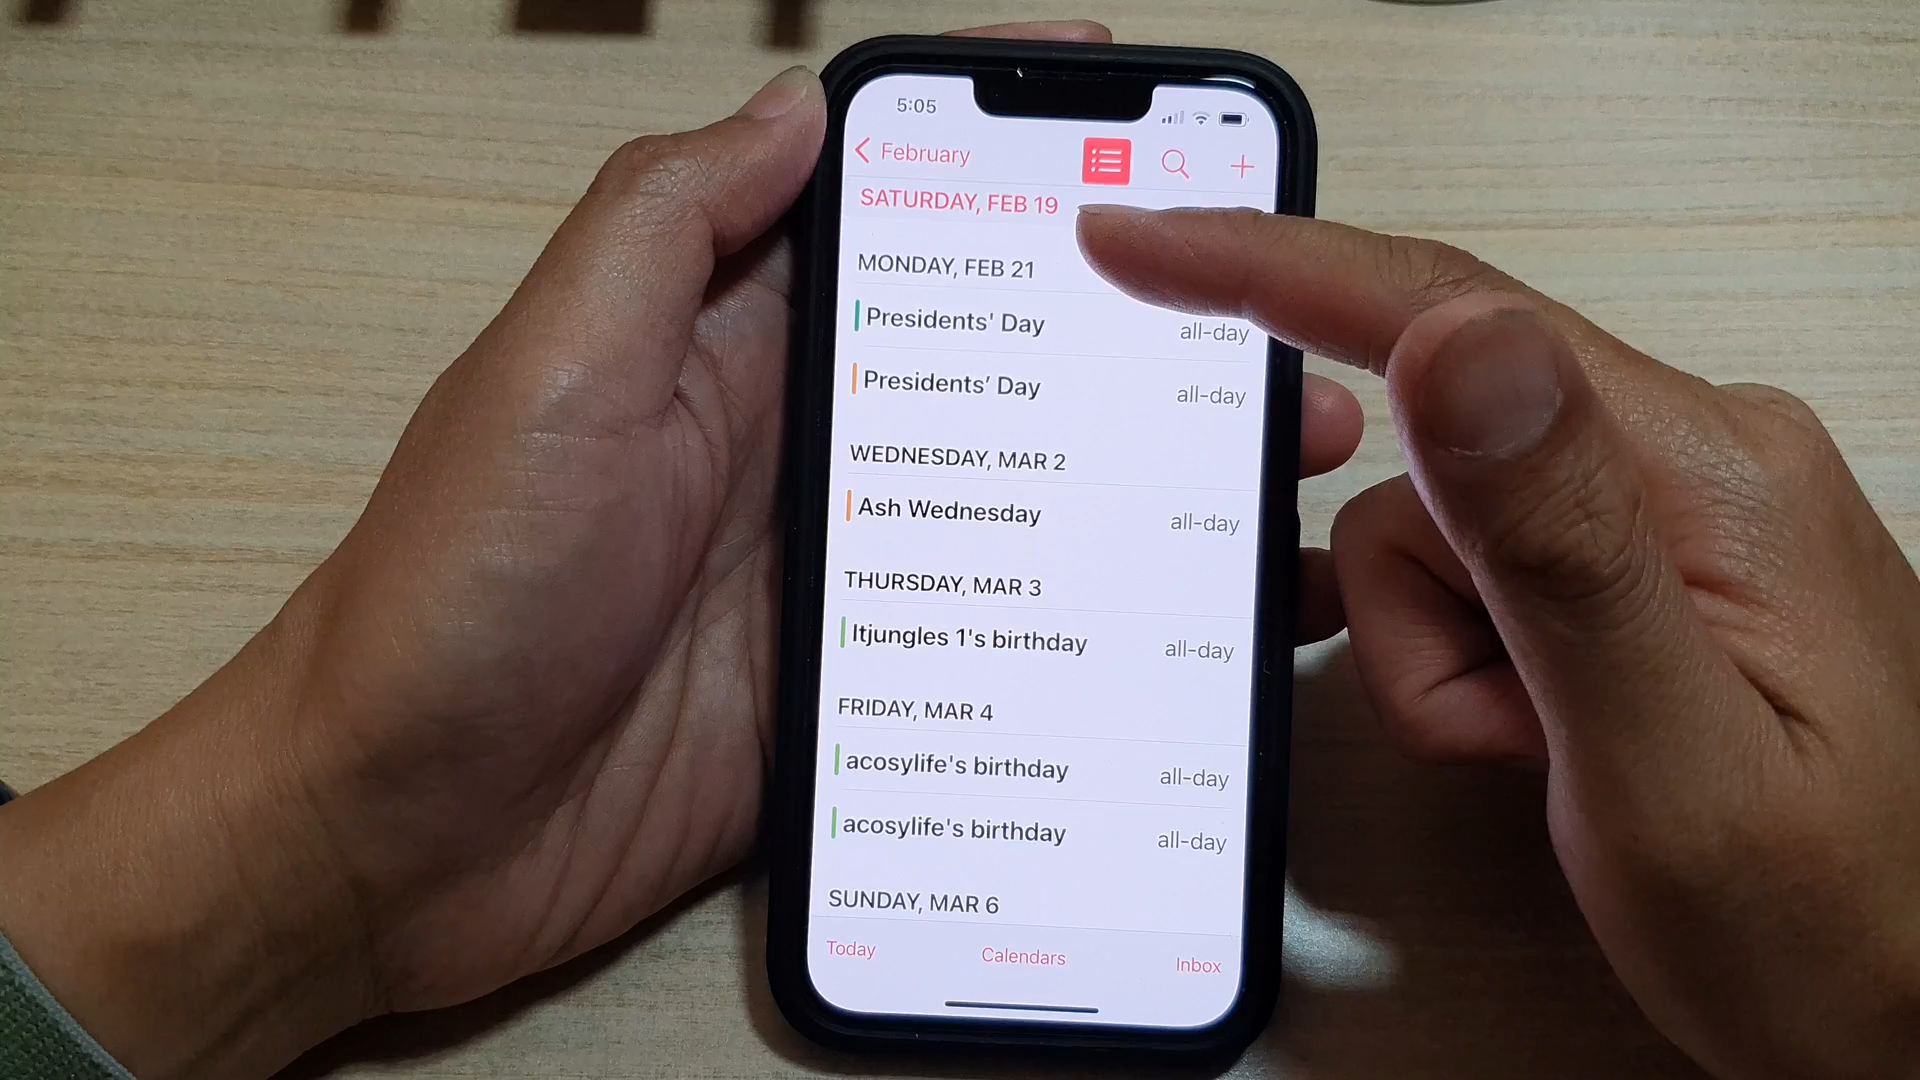 5:05
February
SATURDAY, FEB 19
MONDAY, FEB 21
Presidents' Day all-day
Presidents' Day all-day
WEDNESDAY, MAR 2
Ash Wednesday all-day
THURSDAY, MAR 3
Itjungles 1's birthday all-day
FRIDAY, MAR 4
acosylife's birthday all-day
acosylife's birthday all-day
SUNDAY, MAR 6
Today Calendars Inbox